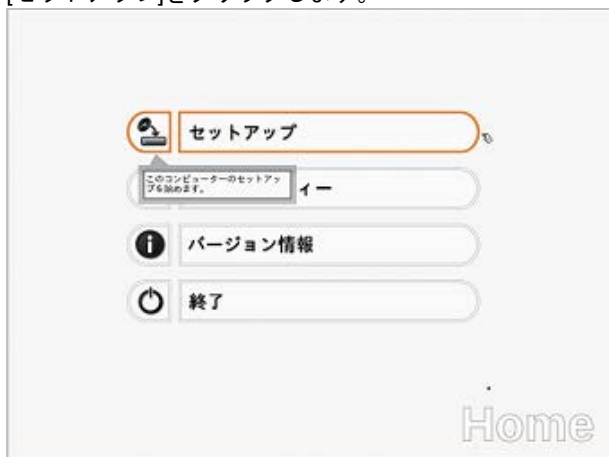 [セットアップ]をクリックします。
セットアップ
このコンピューターのセットアッ
プを始めます。
ィー
バージョン情報
終了
Home